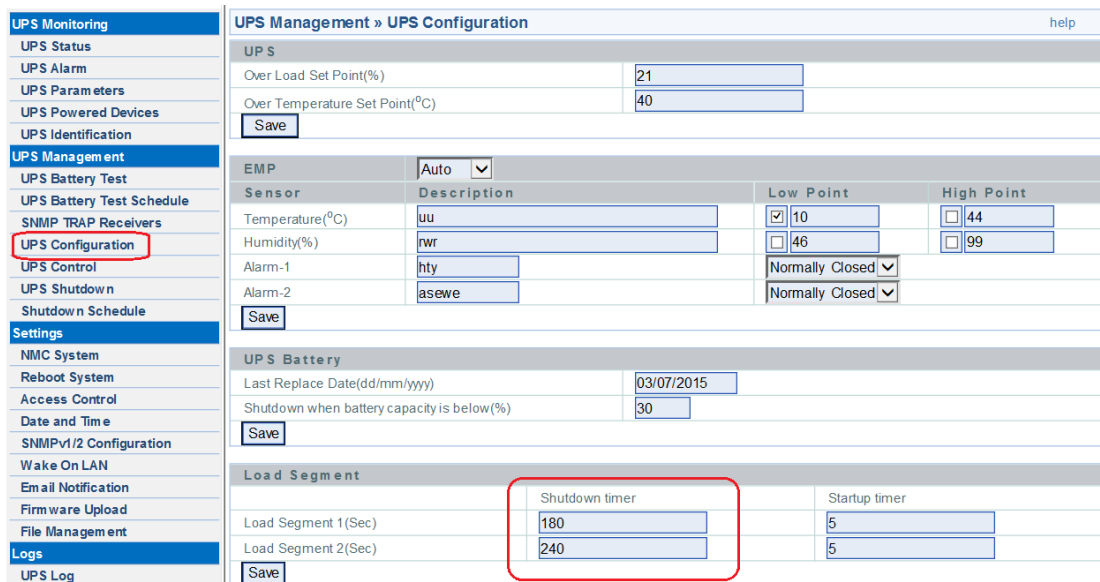 UPS Monitoring
UPS Status
UPS Alarm
UPS Parameters
UPS Powered Devices
UPS Identification
UPS Management
UPS Battery Test
UPS Battery Test Schedule
SNMP TRAP Receivers
UPS Configuration
UPS Control
UPS Shutdown
Shutdown Schedule
Settings
NMC System
Reboot System
Access Control
Date and Time
SNMPv1/2 Configuration
Wake On LAN
Email Notification
Firmware Upload
File Management
Logs
UPS Log
UPS Management » UPS Configuration help
UPS
Over Load Set Point(%) 21
Over Temperature Set Point(⁰C) 40
Save
EMP Auto
Sensor Description Low Point High Point
Temperature(⁰C) uu 10 44
Humidity(%) rwr 46 99
Alarm-1 hty Normally Closed
Alarm-2 asewe Normally Closed
Save
UPS Battery
Last Replace Date(dd/mm/yyyy) 03/07/2015
Shutdown when battery capacity is below(%) 30
Save
Load Segment
Shutdown timer Startup timer
Load Segment 1(Sec) 180 5
Load Segment 2(Sec) 240 5
Save